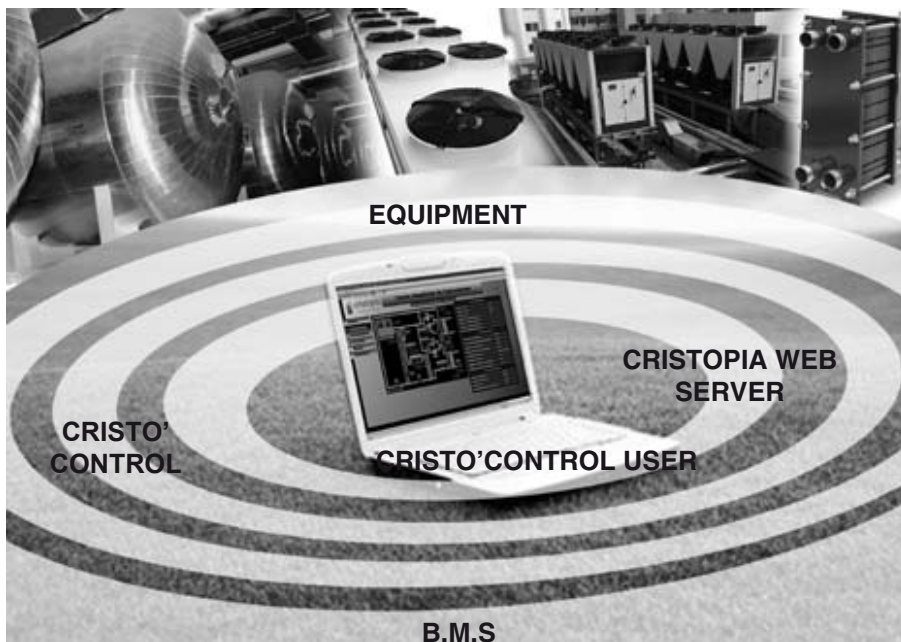 EQUIPMENT
CRISTOPIA WEB
SERVER
CRISTO'
CONTROL
CRISTO'CONTROL USER
B.M.S